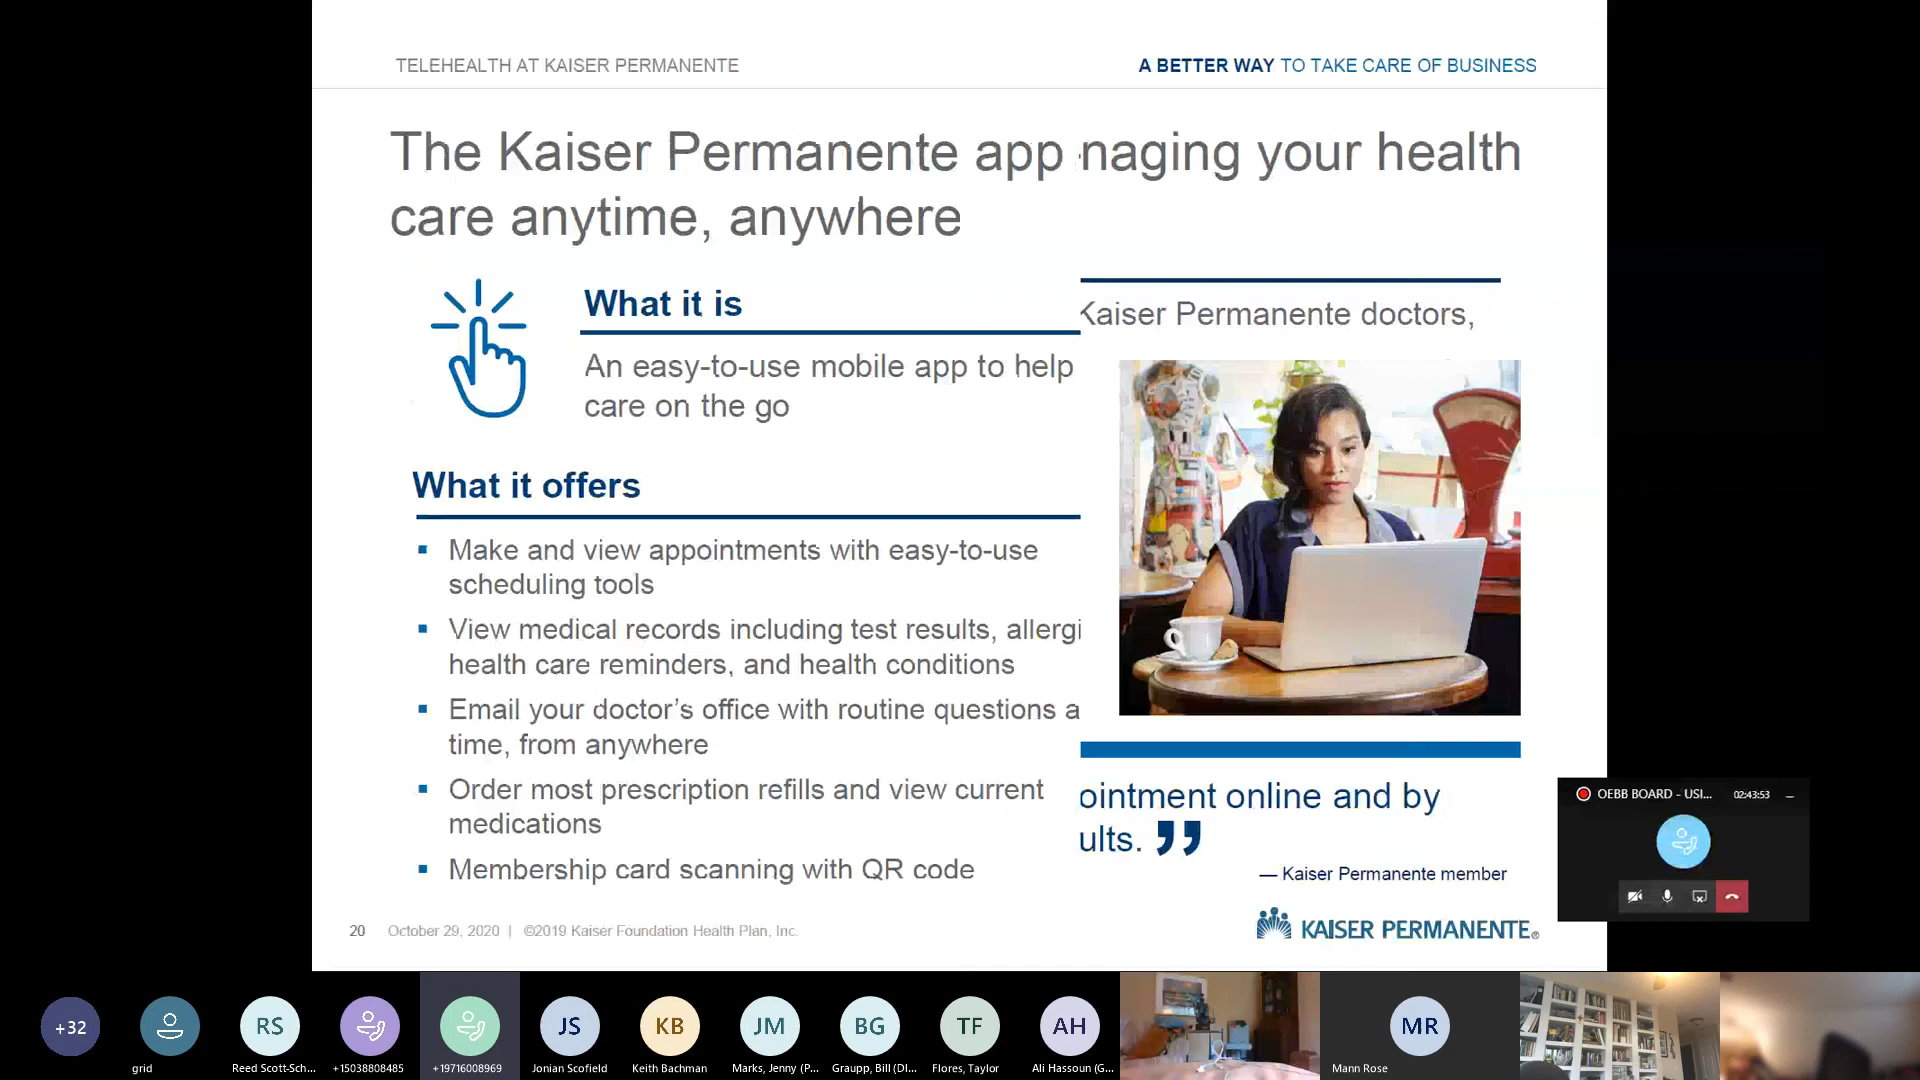 TELEHEALTH AT KAISER PERMANENTE
A BETTER WAY TO TAKE CARE OF BUSINESS
The Kaiser Permanente app naging your health
care anytime, anywhere
What it is
Kaiser Permanente doctors,
An easy-to-use mobile app to help
care on the go
What it offers
Make and view appointments with easy-to-use
scheduling tools
View medical records including test results, allergi
health care reminders, and health conditions
Email your doctor's office with routine questions a
time, from anywhere
Order most prescription refills and view current
medications
Membership card scanning with QR code
ointment online and by
ults. ”
— Kaiser Permanente member
20 October 29, 2020 | ©2019 Kaiser Foundation Health Plan, Inc.
KAISER PERMANENTE®
OEBB BOARD - USI... 02:43:53
+32
RS
JS
KB
JM
BG
TF
AH
MR
grid
Reed Scott-Sch...
+15038808485
+19716008969
Jonian Scofield
Keith Bachman
Marks, Jenny (P...
Graupp, Bill (DI...
Flores, Taylor
Ali Hassoun (G...
Mann Rose